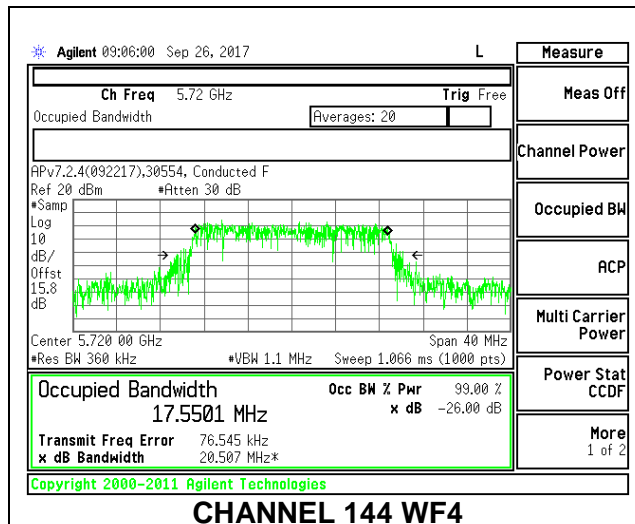 Agilent 09:06:00 Sep 26, 2017 L
Measure
Ch Freq 5.72 GHz Trig Free
Occupied Bandwidth Averages: 20
APv7.2.4(092217),30554, Conducted F
Ref 20 dBm #Atten 30 dB
#Samp
Log
10
dB/
Offst
15.8
dB
Center 5.720 00 GHz Span 40 MHz
#Res BW 360 kHz #VBW 1.1 MHz Sweep 1.066 ms (1000 pts)
Occupied Bandwidth Occ BW % Pwr 99.00 %
17.5501 MHz x dB -26.00 dB
Transmit Freq Error 76.545 kHz
x dB Bandwidth 20.507 MHz*
Copyright 2000-2011 Agilent Technologies
Meas Off
Channel Power
Occupied BW
ACP
Multi Carrier
Power
Power Stat
CCDF
More
1 of 2
CHANNEL 144 WF4